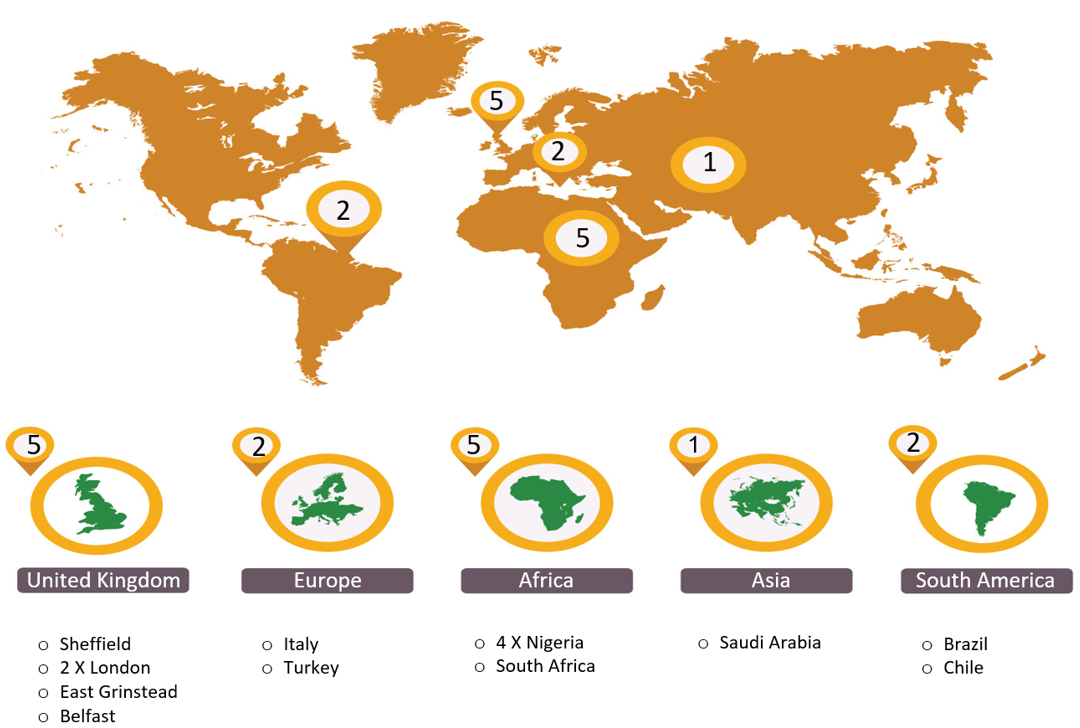 5
2
1
2
5
5
2
5
1
2
United Kingdom
Europe
Africa
Asia
South America
o Sheffield
o 2 X London
o East Grinstead
o Belfast
o Italy
o Turkey
o 4 X Nigeria
o South Africa
o Saudi Arabia
o Brazil
o Chile